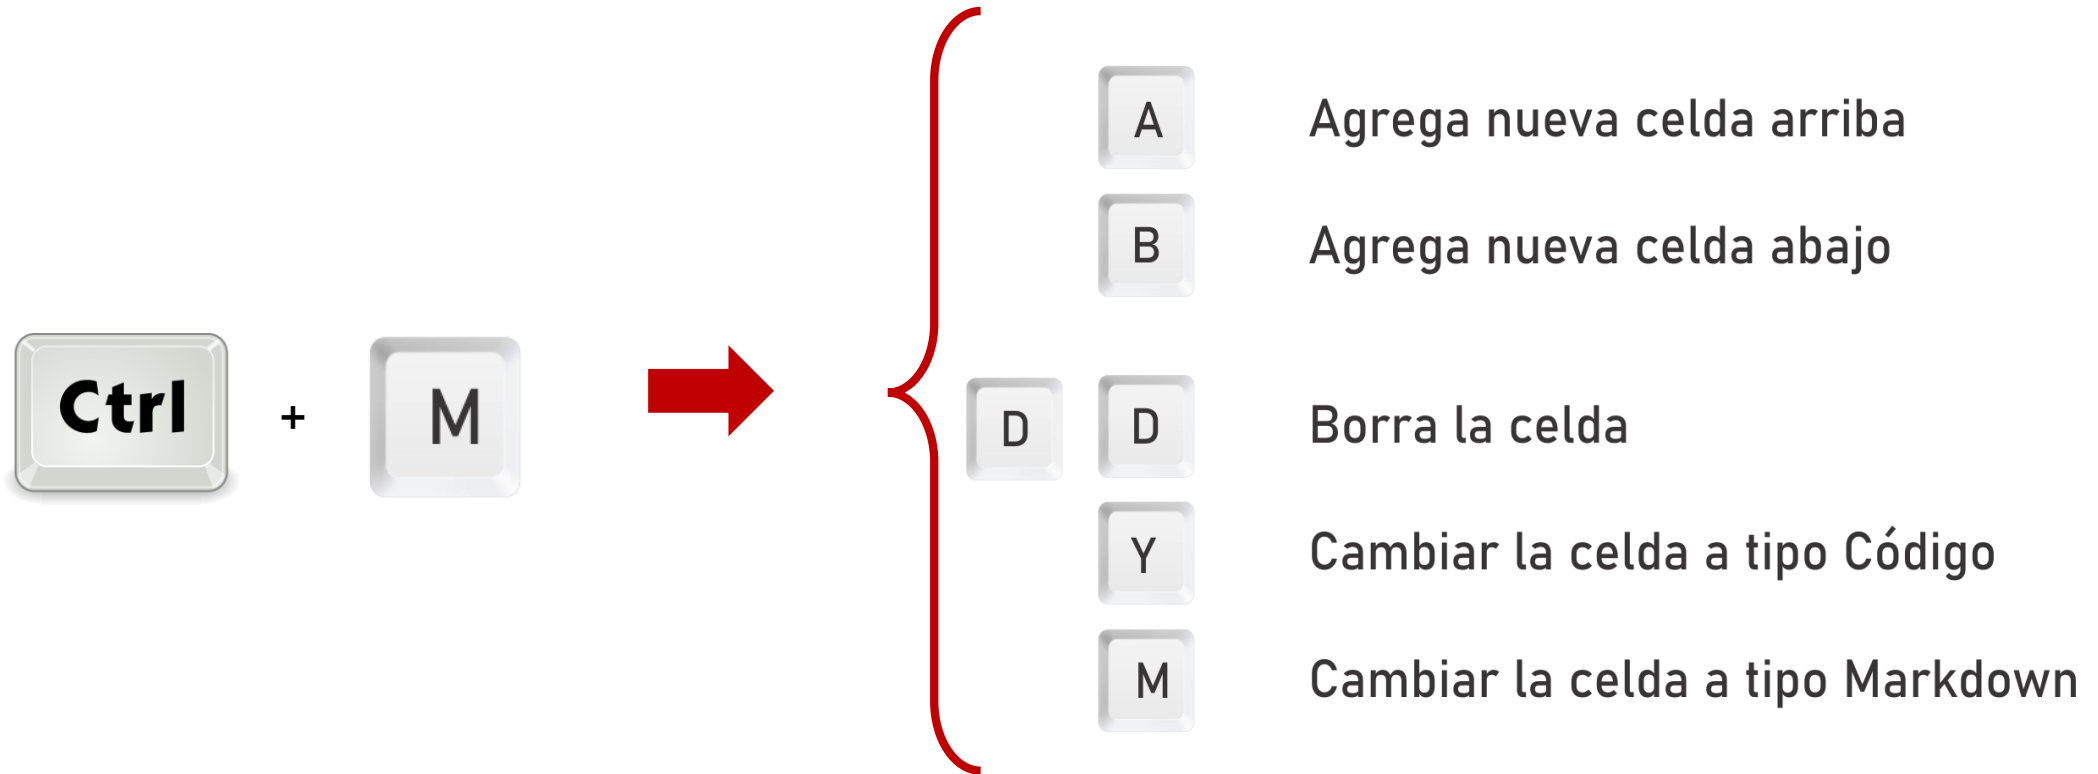 Ctrl + M
A Agrega nueva celda arriba
B Agrega nueva celda abajo
D D Borra la celda
Y Cambiar la celda a tipo Código
M Cambiar la celda a tipo Markdown